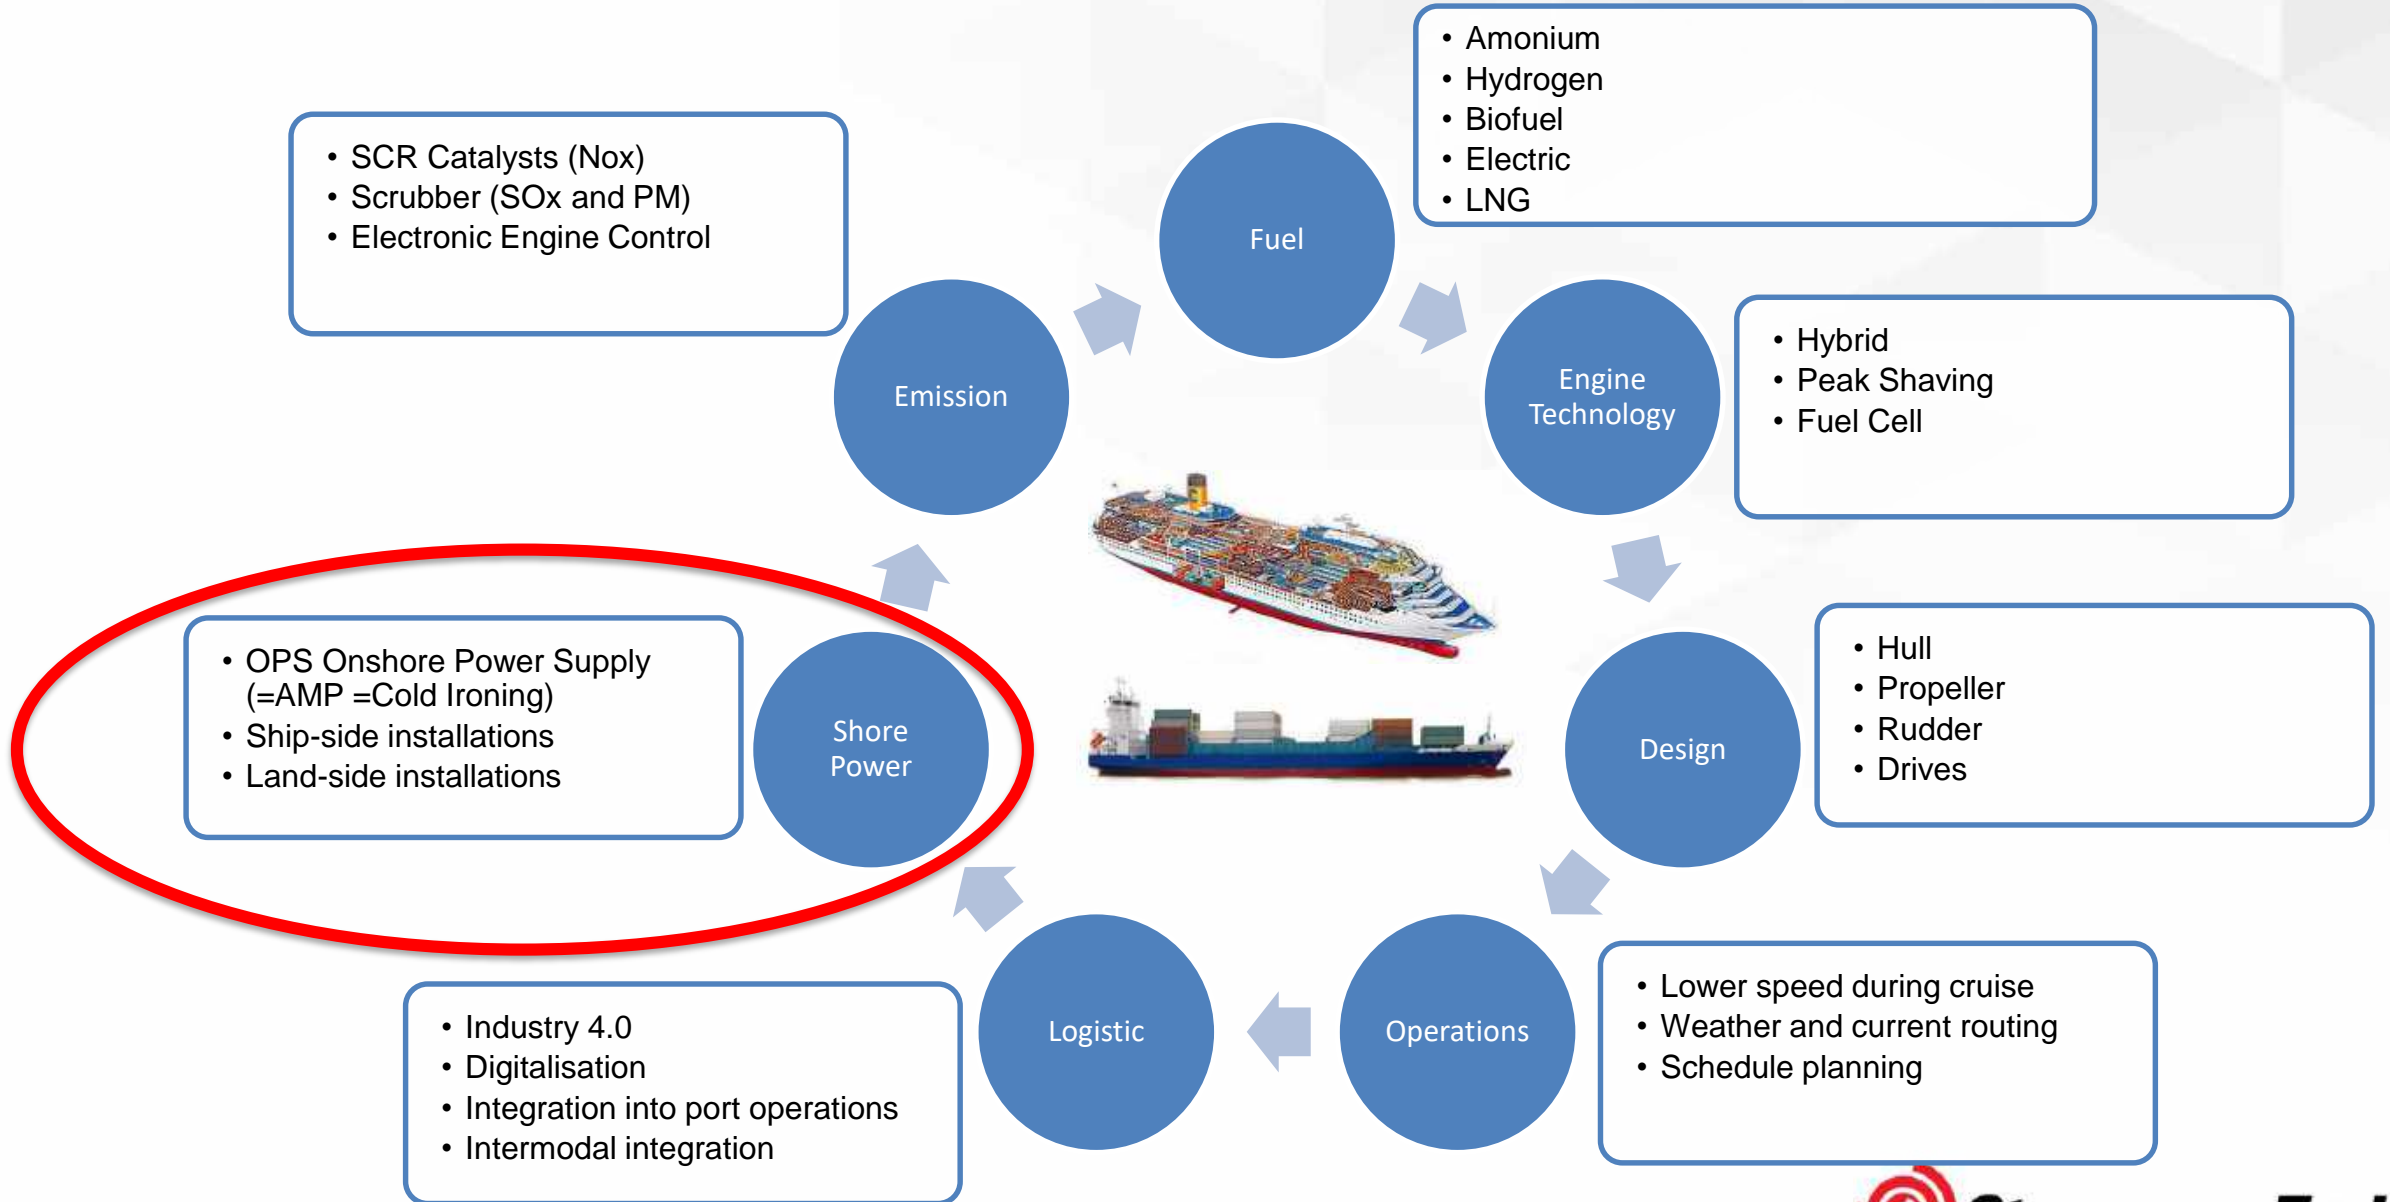 • Amonium
• Hydrogen
• Biofuel
• Electric
• LNG
Fuel
• SCR Catalysts (Nox)
• Scrubber (SOx and PM)
• Electronic Engine Control
Emission
Engine
Technology
• Hybrid
• Peak Shaving
• Fuel Cell
• OPS Onshore Power Supply
(=AMP =Cold Ironing)
• Ship-side installations
• Land-side installations
Shore
Power
Design
• Hull
• Propeller
• Rudder
• Drives
• Industry 4.0
• Digitalisation
• Integration into port operations
• Intermodal integration
Logistic
Operations
• Lower speed during cruise
• Weather and current routing
• Schedule planning